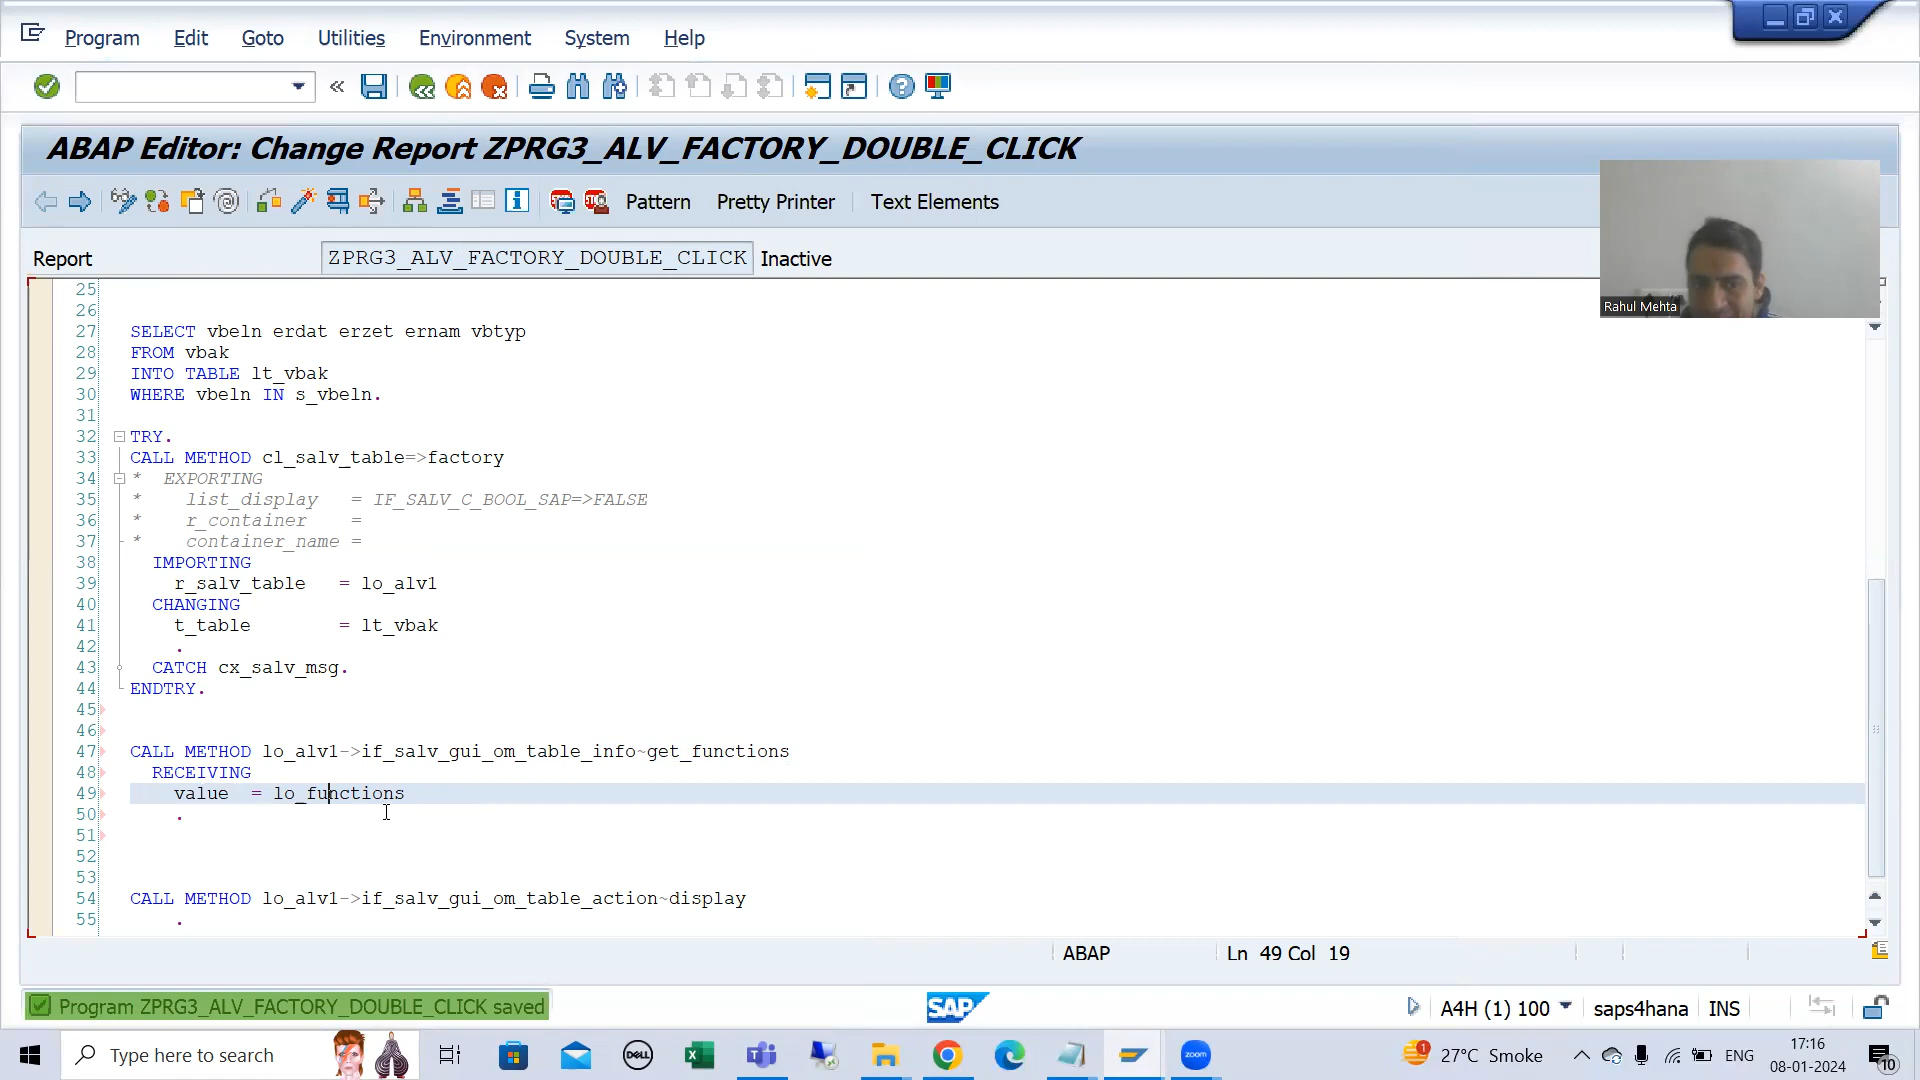 Program Edit Goto Utilities Environment System Help
ABAP Editor: Change Report ZPRG3_ALV_FACTORY_DOUBLE_CLICK
Pattern Pretty Printer Text Elements
Report ZPRG3_ALV_FACTORY_DOUBLE_CLICK Inactive
Rahul Mehta
25
26
27 SELECT vbeln erdat erzet ernam vbtyp
28 FROM vbak
29 INTO TABLE lt_vbak
30 WHERE vbeln IN s_vbeln.
31
32 TRY.
33 CALL METHOD cl_salv_table=>factory
34 * EXPORTING
35 * list_display = IF_SALV_C_BOOL_SAP=>FALSE
36 * r_container =
37 * container_name =
38 IMPORTING
39 r_salv_table = lo_alv1
40 CHANGING
41 t_table = lt_vbak
42 .
43 CATCH cx_salv_msg.
44 ENDTRY.
45
46
47 CALL METHOD lo_alv1->if_salv_gui_om_table_info~get_functions
48 RECEIVING
49 value = lo_functions
50 .
51
52
53
54 CALL METHOD lo_alv1->if_salv_gui_om_table_action~display
55 .
ABAP Ln 49 Col 19
Program ZPRG3_ALV_FACTORY_DOUBLE_CLICK saved
SAP
A4H (1) 100 saps4hana INS
Type here to search
DELL
zoom
1
27°C Smoke
ENG
17:16
08-01-2024
10